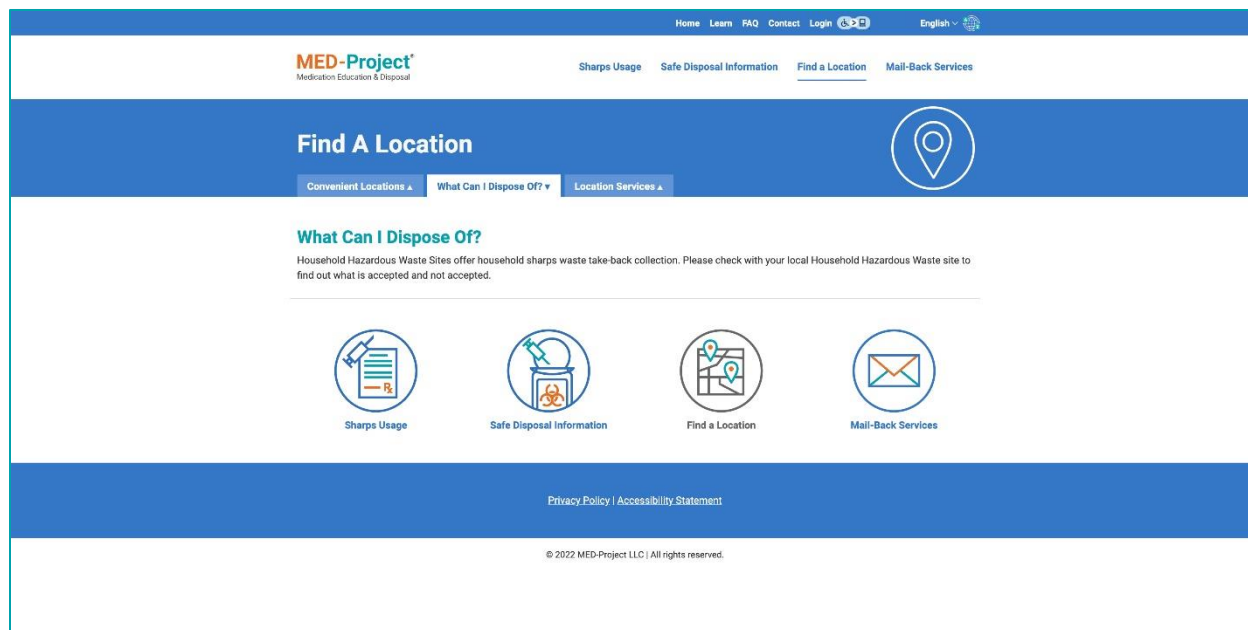 Home Learn FAQ Contact Login English
MED-Project
Medication Education & Disposal
Sharps Usage Safe Disposal Information Find a Location Mail-Back Services
Find A Location
Convenient Locations ▲ What Can I Dispose Of? ▼ Location Services ▲
What Can I Dispose Of?
Household Hazardous Waste Sites offer household sharps waste take-back collection. Please check with your local Household Hazardous Waste site to
find out what is accepted and not accepted.
Rx
Sharps Usage Safe Disposal Information Find a Location Mail-Back Services
Privacy Policy | Accessibility Statement
© 2022 MED-Project LLC | All rights reserved.